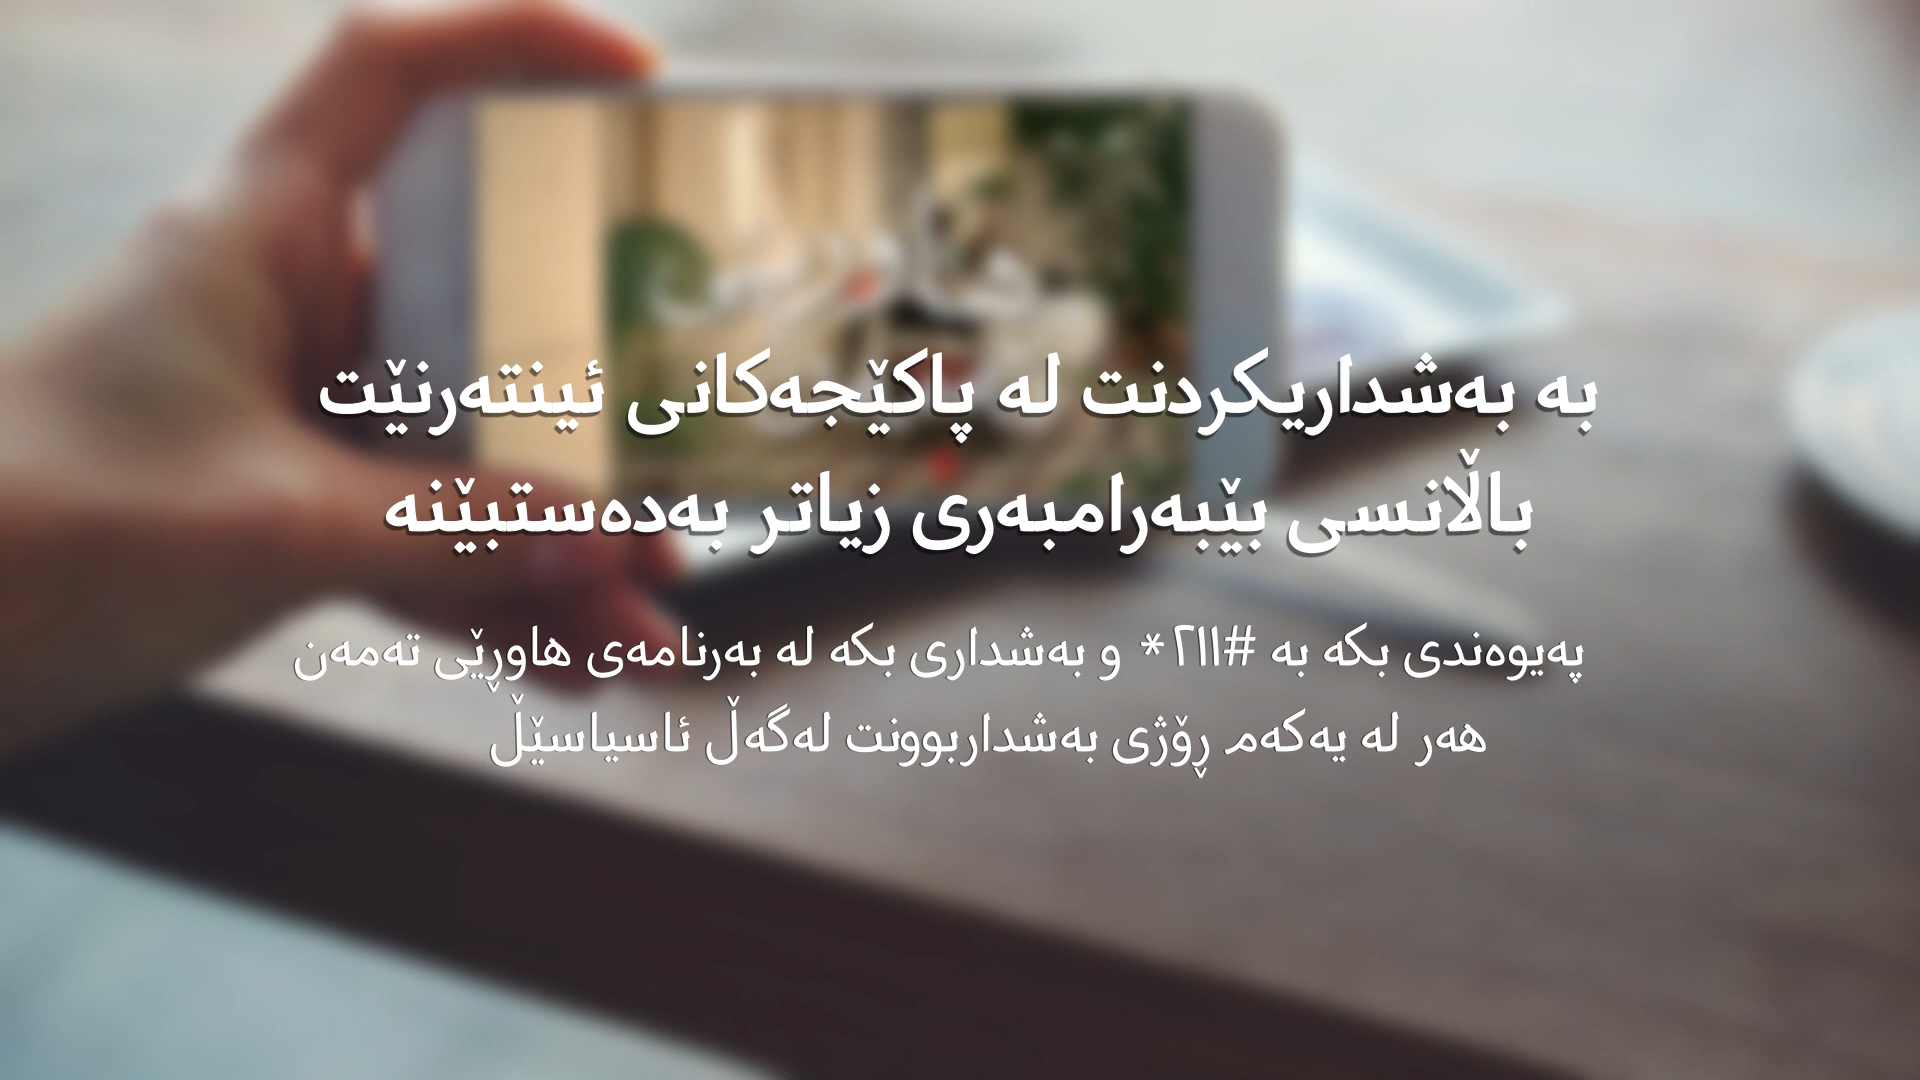 بە بەشداریکردنت لە پاکێجەکانی ئینتەرنێت
باڵانسی بێبەرامبەری زیاتر بەدەستبێنە
پەیوەندی بکە بە #٢١١* و بەشداری بکە لە بەرنامەی هاوڕێی تەمەن
هەر لە یەکەم ڕۆژی بەشداربوونت لەگەڵ ئاسیاسێڵ